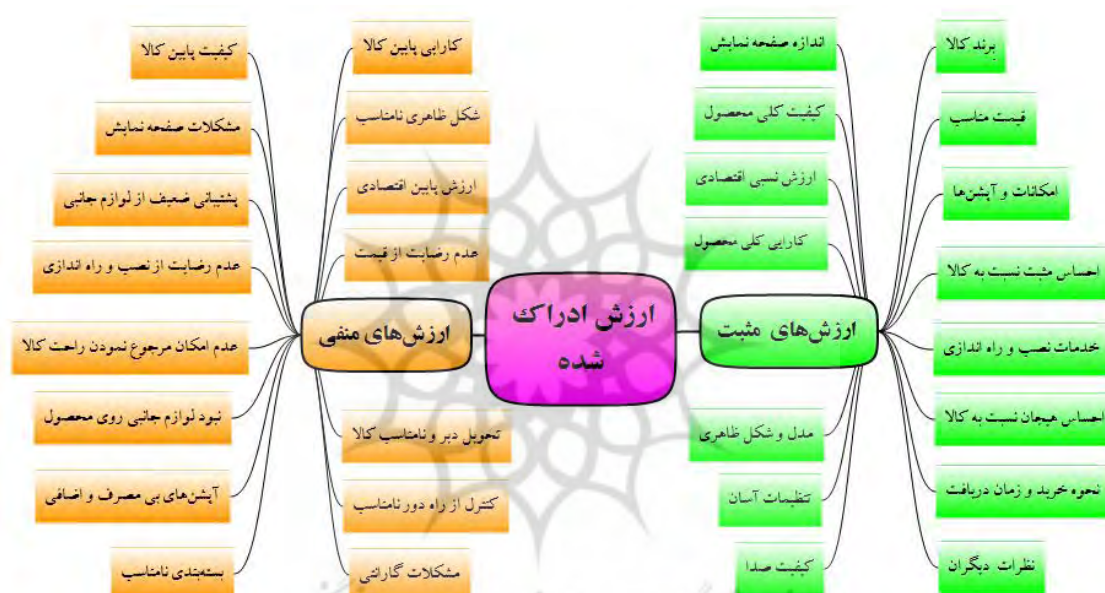 برند کالا
قیمت مناسب
امکانات و آپشن‌ها
احساس مثبت نسبت به کالا
خدمات نصب و راه اندازی
احساس هیجان نسبت به کالا
نحوه خرید و زمان دریافت
نظرات دیگران
اندازه صفحه نمایش
کیفیت کلی محصول
ارزش نسبی اقتصادی
کارایی کلی محصول
ارزش‌های مثبت
مدل و شکل ظاهری
تنظیمات آسان
کیفیت صدا
ارزش ادراک
شده
کارایی پایین کالا
شکل ظاهری نامناسب
ارزش پایین اقتصادی
عدم رضایت از قیمت
ارزش‌های منفی
تحویل دیر و نامناسب کالا
کنترل از راه دور نامناسب
مشکلات گارانتی
کیفیت پایین کالا
مشکلات صفحه نمایش
پشتیبانی ضعیف از لوازم جانبی
عدم رضایت از نصب و راه اندازی
عدم امکان مرجوع نمودن راحت کالا
نبود لوازم جانبی روی محصول
آپشن‌های بی مصرف و اضافی
بسته‌بندی نامناسب